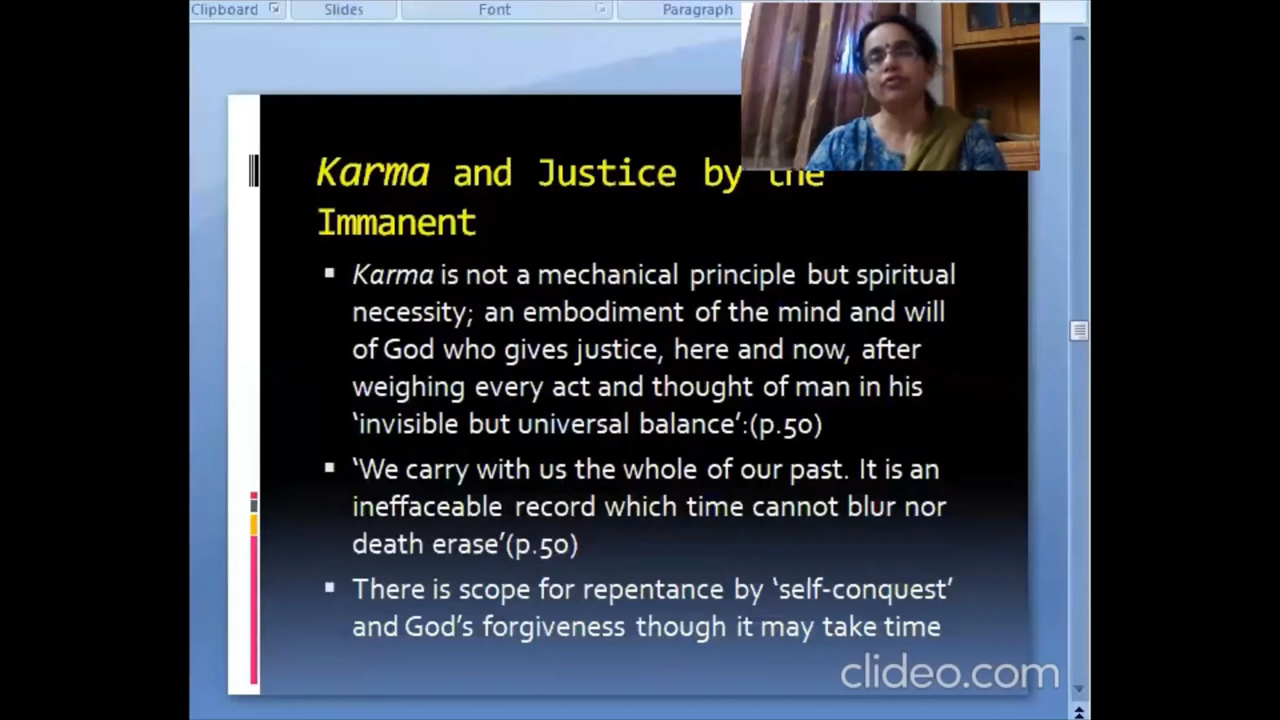 Clipboard Slides Font Paragraph
Karma and Justice by the
Immanent
Karma is not a mechanical principle but spiritual
necessity; an embodiment of the mind and will
of God who gives justice, here and now, after
weighing every act and thought of man in his
‘invisible but universal balance’:(p.50)
‘We carry with us the whole of our past. It is an
ineffaceable record which time cannot blur nor
death erase’(p.50)
There is scope for repentance by ‘self-conquest’
and God’s forgiveness though it may take time
clideo.com